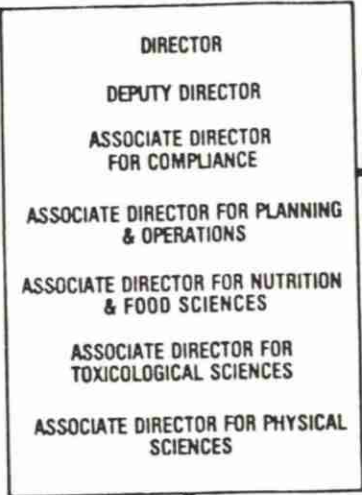 DIRECTOR
DEPUTY DIRECTOR
ASSOCIATE DIRECTOR
FOR COMPLIANCE
ASSOCIATE DIRECTOR FOR PLANNING
& OPERATIONS
ASSOCIATE DIRECTOR FOR NUTRITION
& FOOD SCIENCES
ASSOCIATE DIRECTOR FOR
TOXICOLOGICAL SCIENCES
ASSOCIATE DIRECTOR FOR PHYSICAL
SCIENCES